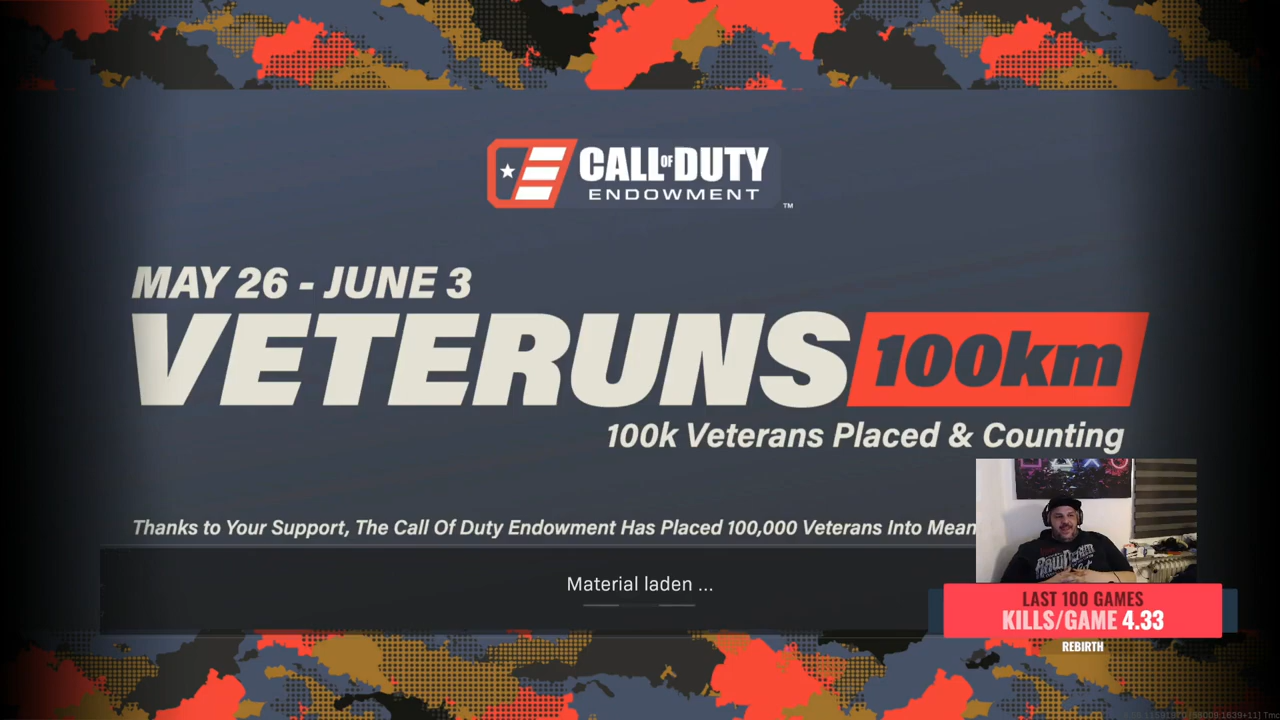 CALL OF DUTY
ENDOWMENT ™
MAY 26 - JUNE 3
VETERUNS 100km
100k Veterans Placed & Counting
Thanks to Your Support, The Call Of Duty Endowment Has Placed 100,000 Veterans Into
Material laden ...
LAST 100 GAMES
KILLS/GAME 4.33
REBIRTH